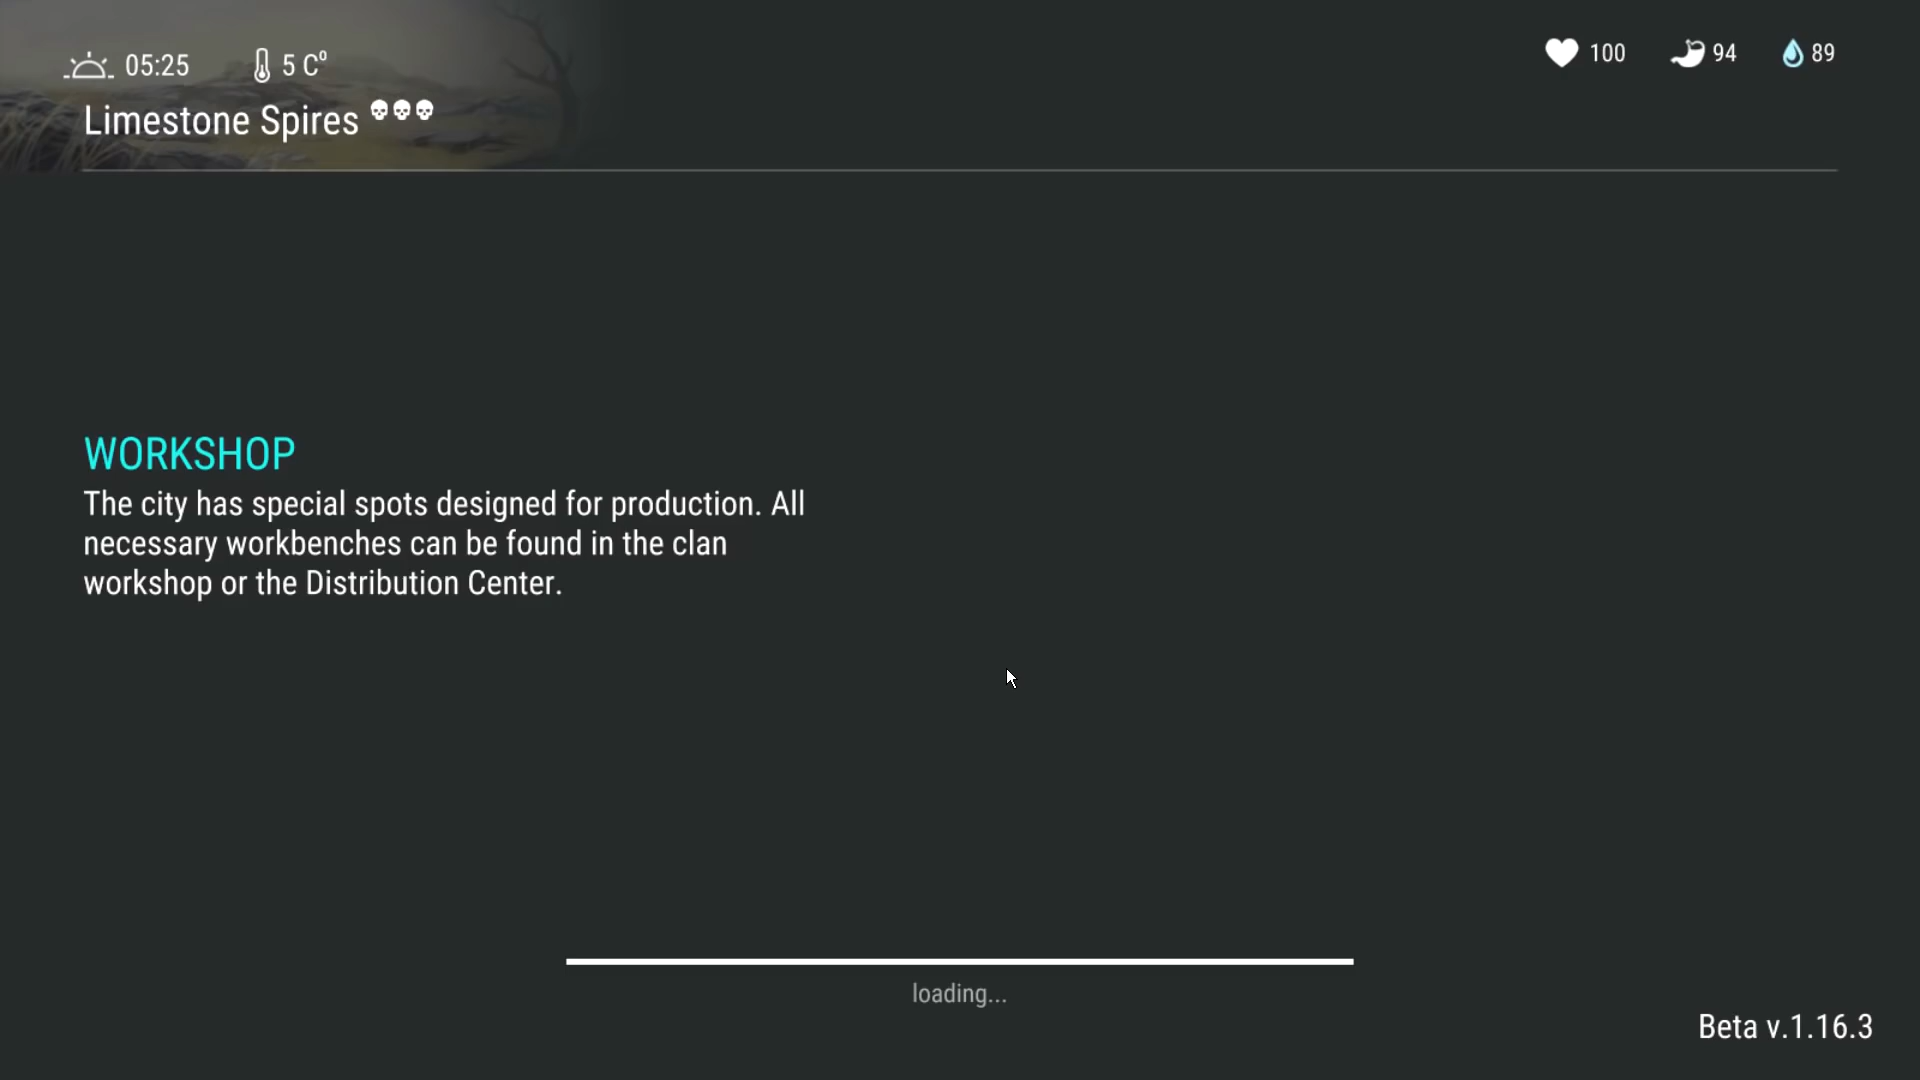 05:25 5 C⁰ 100 94 89
Limestone Spires
WORKSHOP
The city has special spots designed for production. All
necessary workbenches can be found in the clan
workshop or the Distribution Center.
loading...
Beta v.1.16.3